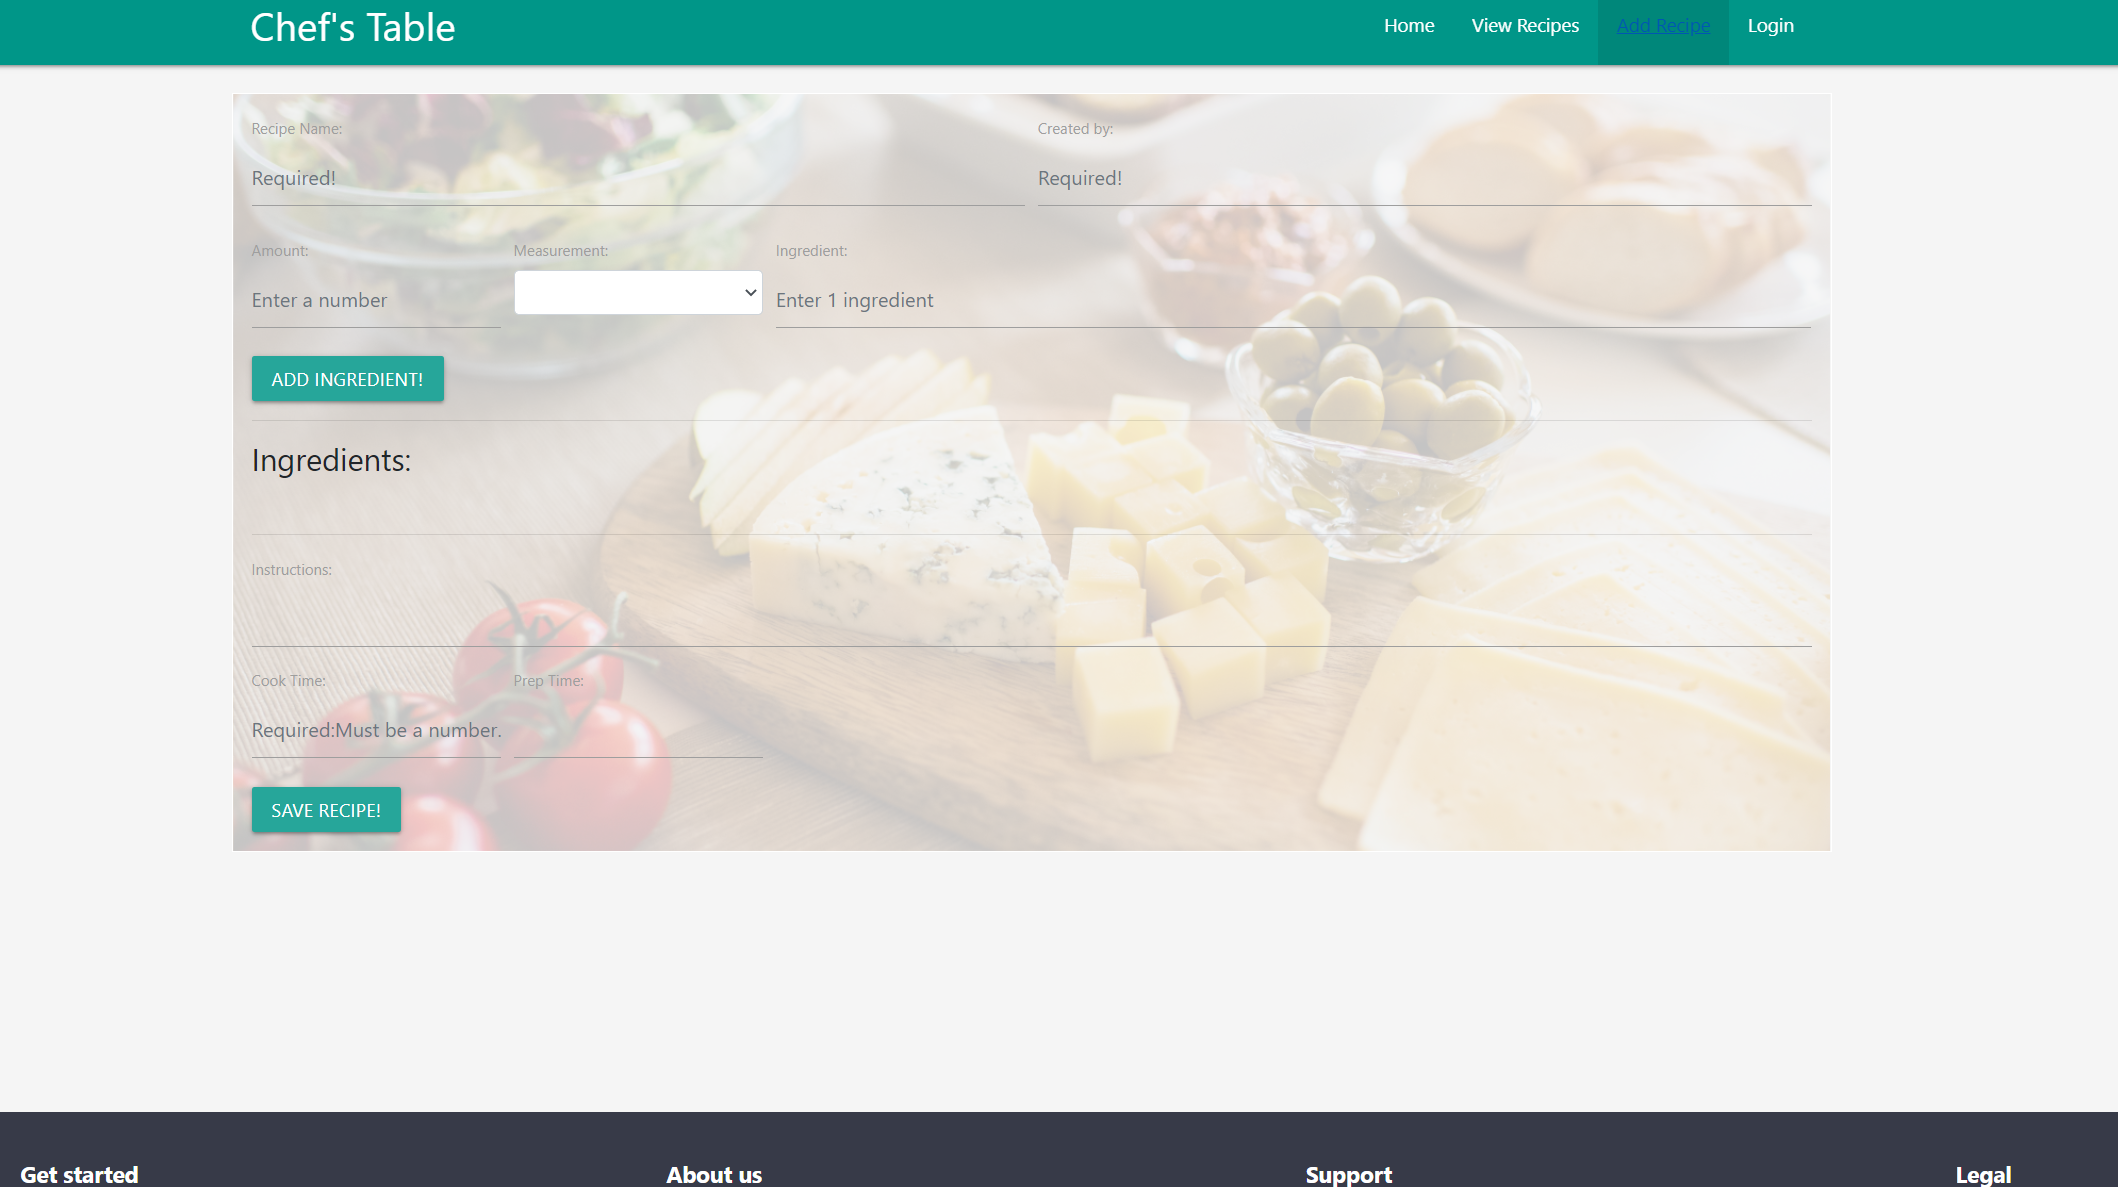 Chef's Table
Home View Recipes Add Recipe Login
Recipe Name: Created by:
Required! Required!
Amount: Measurement: Ingredient:
Enter a number Enter 1 ingredient
ADD INGREDIENT!
Ingredients:
Instructions:
Cook Time: Prep Time:
Required:Must be a number.
SAVE RECIPE!
Get started About us Support Legal